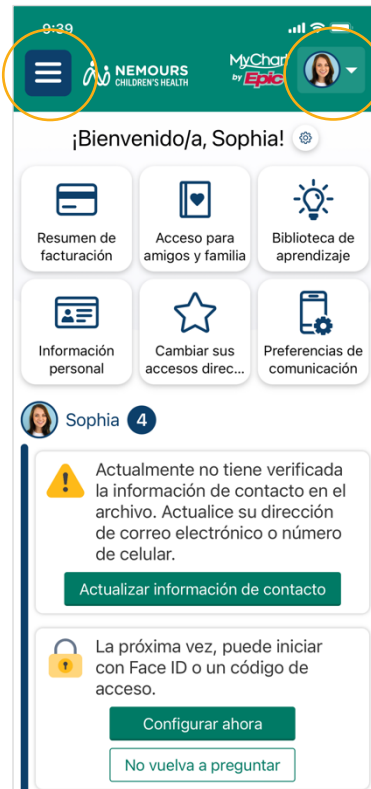 9:39
NEMOURS
CHILDREN'S HEALTH
MyChart
by Epic
¡Bienvenido/a, Sophia!
Resumen de
facturación
Acceso para
amigos y familia
Biblioteca de
aprendizaje
Información
personal
Cambiar sus
accesos direc...
Preferencias de
comunicación
Sophia 4
Actualmente no tiene verificada
la información de contacto en el
archivo. Actualice su dirección
de correo electrónico o número
de celular.
Actualizar información de contacto
La próxima vez, puede iniciar
con Face ID o un código de
acceso.
Configurar ahora
No vuelva a preguntar